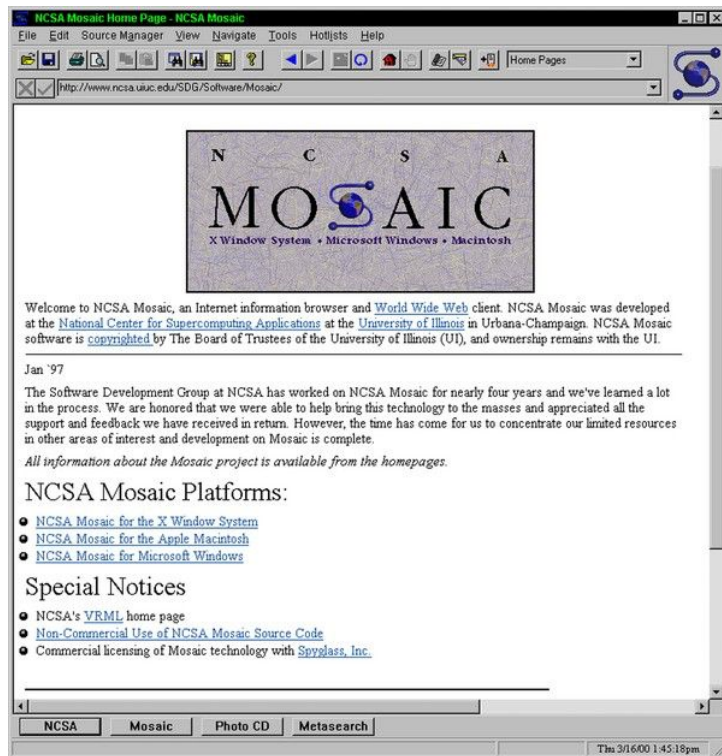 NCSA Mosaic Home Page - NCSA Mosaic
File Edit Source Manager View Navigate Tools Hotlists Help
Home Pages
http://www.ncsa.uiuc.edu/SDG/Software/Mosaic/
N C S A
MOSAIC
X Window System • Microsoft Windows • Macintosh
Welcome to NCSA Mosaic, an Internet information browser and World Wide Web client. NCSA Mosaic was developed
at the National Center for Supercomputing Applications at the University of Illinois in Urbana-Champaign. NCSA Mosaic
software is copyrighted by The Board of Trustees of the University of Illinois (UI), and ownership remains with the UI.
Jan `97
The Software Development Group at NCSA has worked on NCSA Mosaic for nearly four years and we've learned a lot
in the process. We are honored that we were able to help bring this technology to the masses and appreciated all the
support and feedback we have received in return. However, the time has come for us to concentrate our limited resources
in other areas of interest and development on Mosaic is complete.
All information about the Mosaic project is available from the homepages.
NCSA Mosaic Platforms:
NCSA Mosaic for the X Window System
NCSA Mosaic for the Apple Macintosh
NCSA Mosaic for Microsoft Windows
Special Notices
NCSA's VRML home page
Non-Commercial Use of NCSA Mosaic Source Code
Commercial licensing of Mosaic technology with Spyglass, Inc.
NCSA Mosaic Photo CD Metasearch
Thu 3/16/00 1:45:18pm